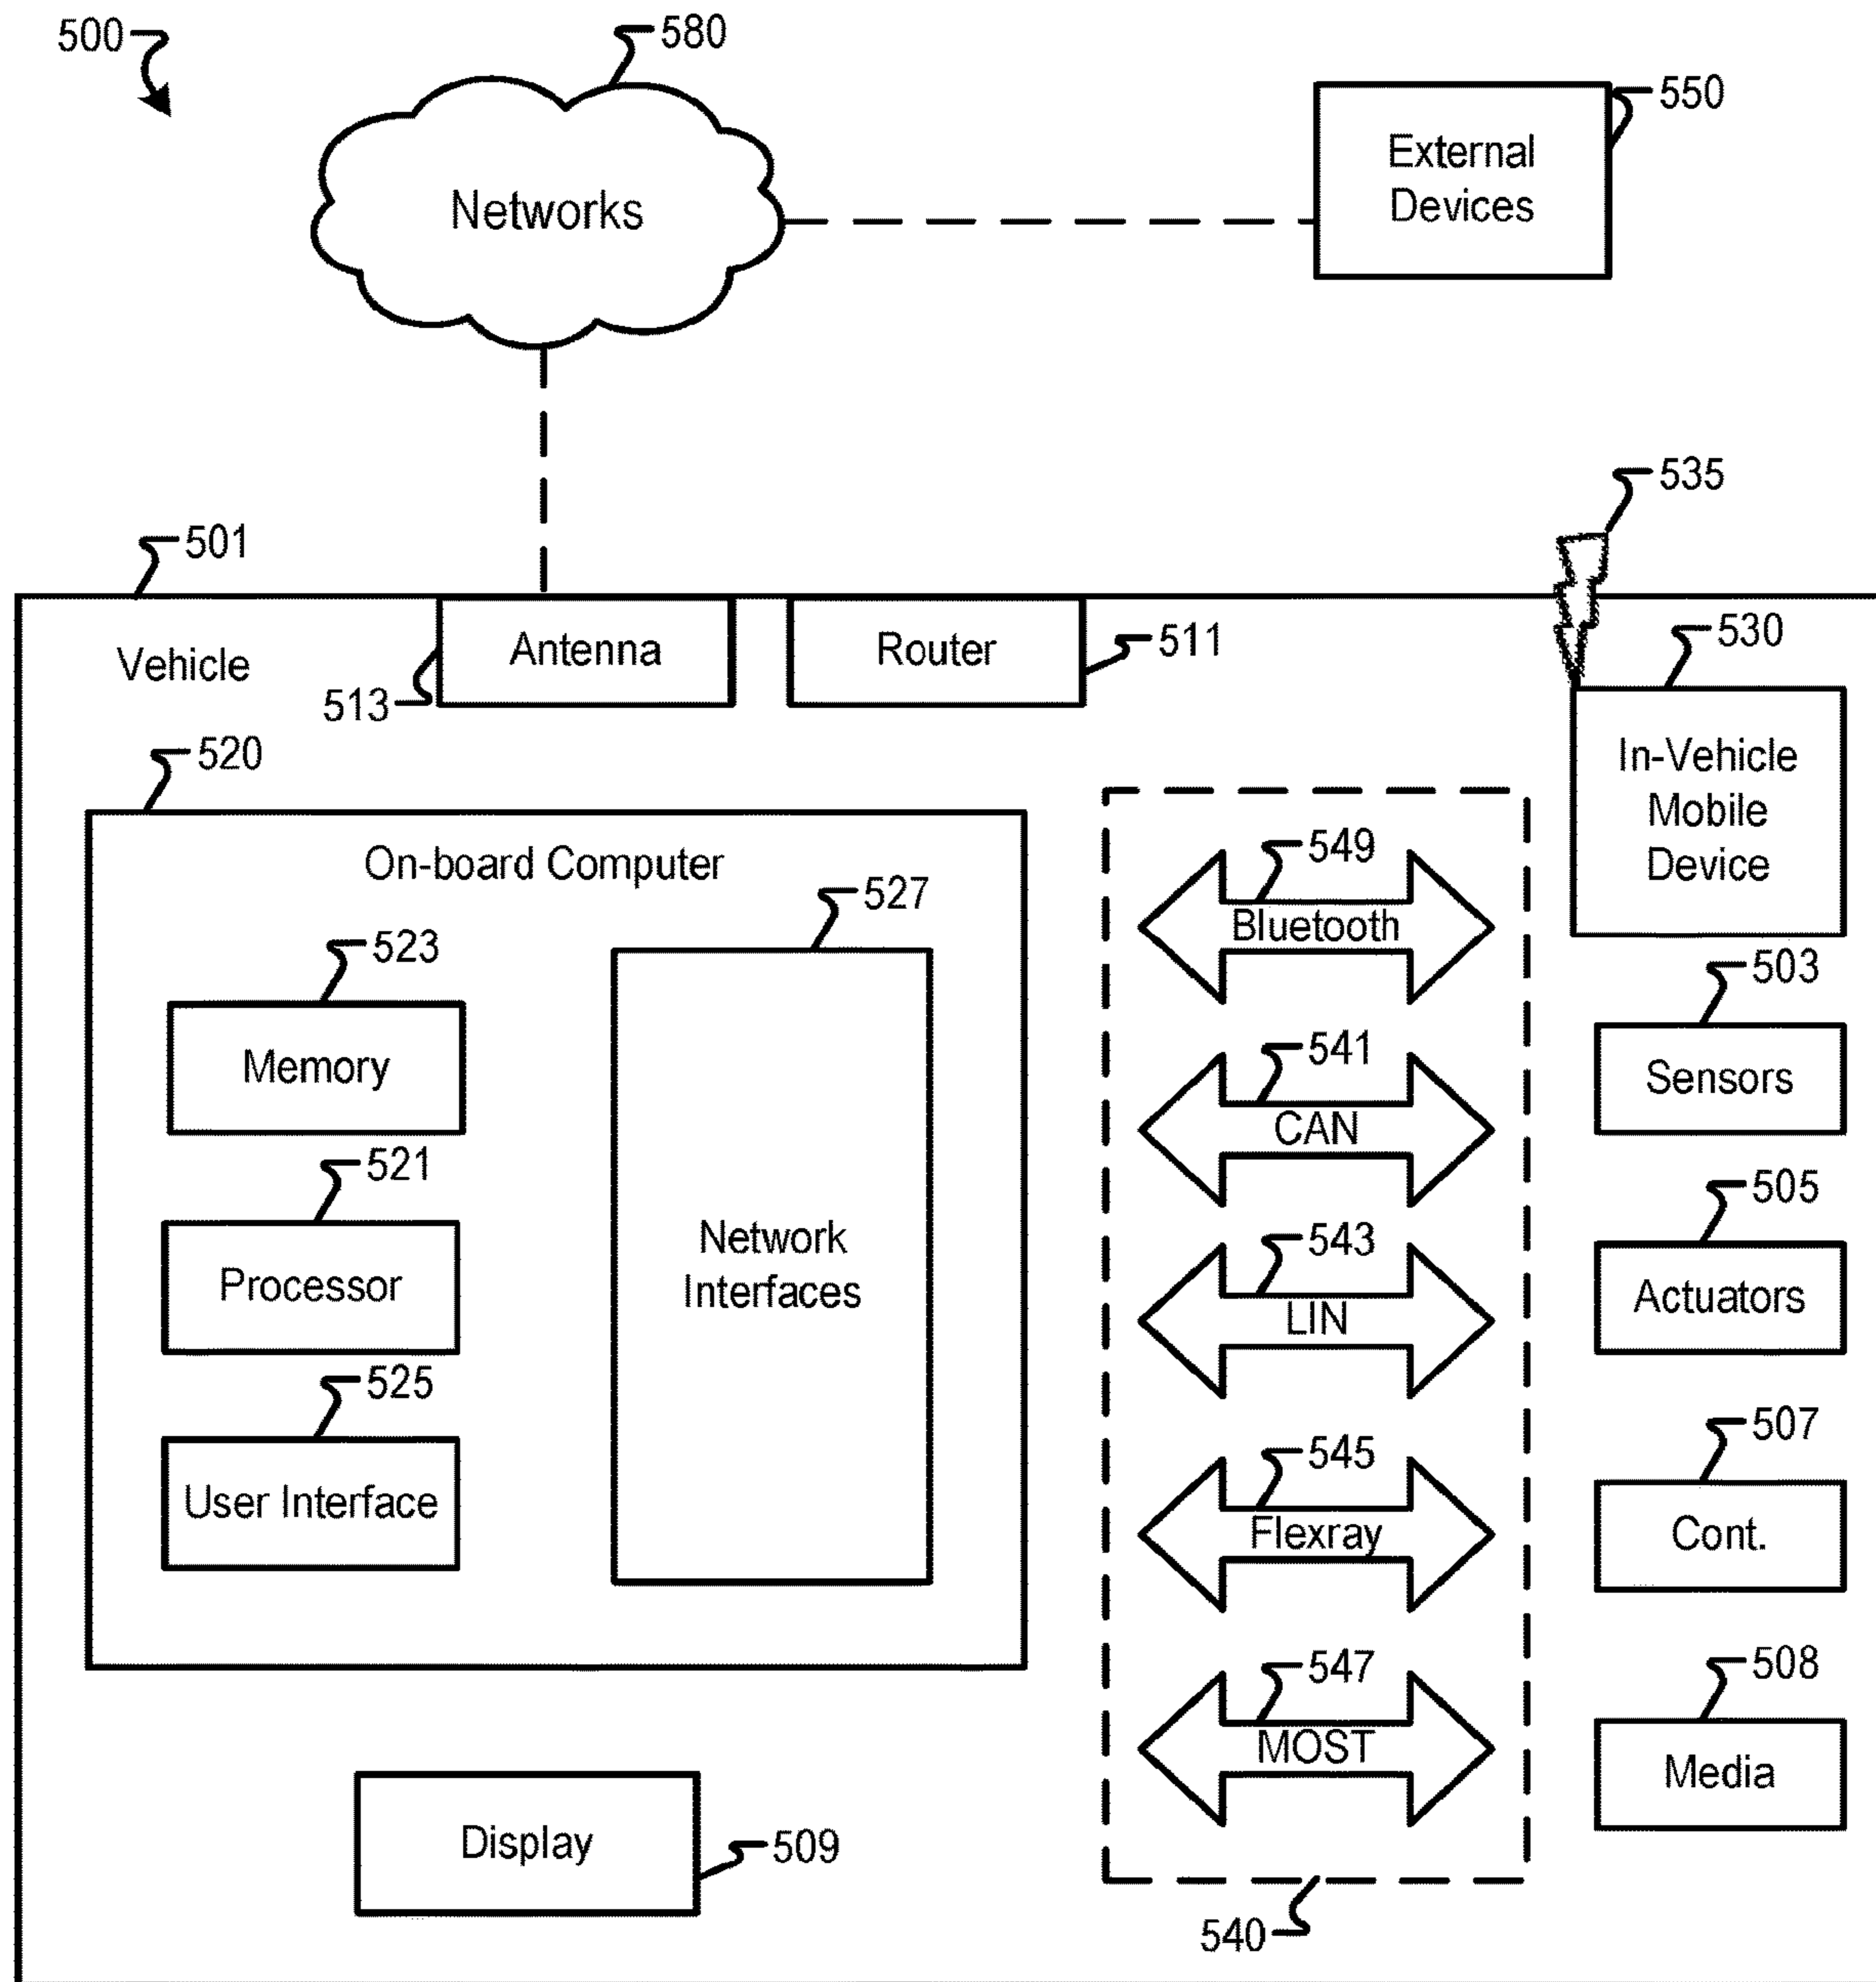 500
580
550
Networks
External
Devices
535
501
Vehicle
Antenna
513
Router
511
530
In-Vehicle
Mobile
Device
520
On-board Computer
527
523
Memory
521
Processor
525
User Interface
Network
Interfaces
549
Bluetooth
541
CAN
543
LIN
545
Flexray
547
MOST
540
503
Sensors
505
Actuators
507
Cont.
508
Media
Display
509